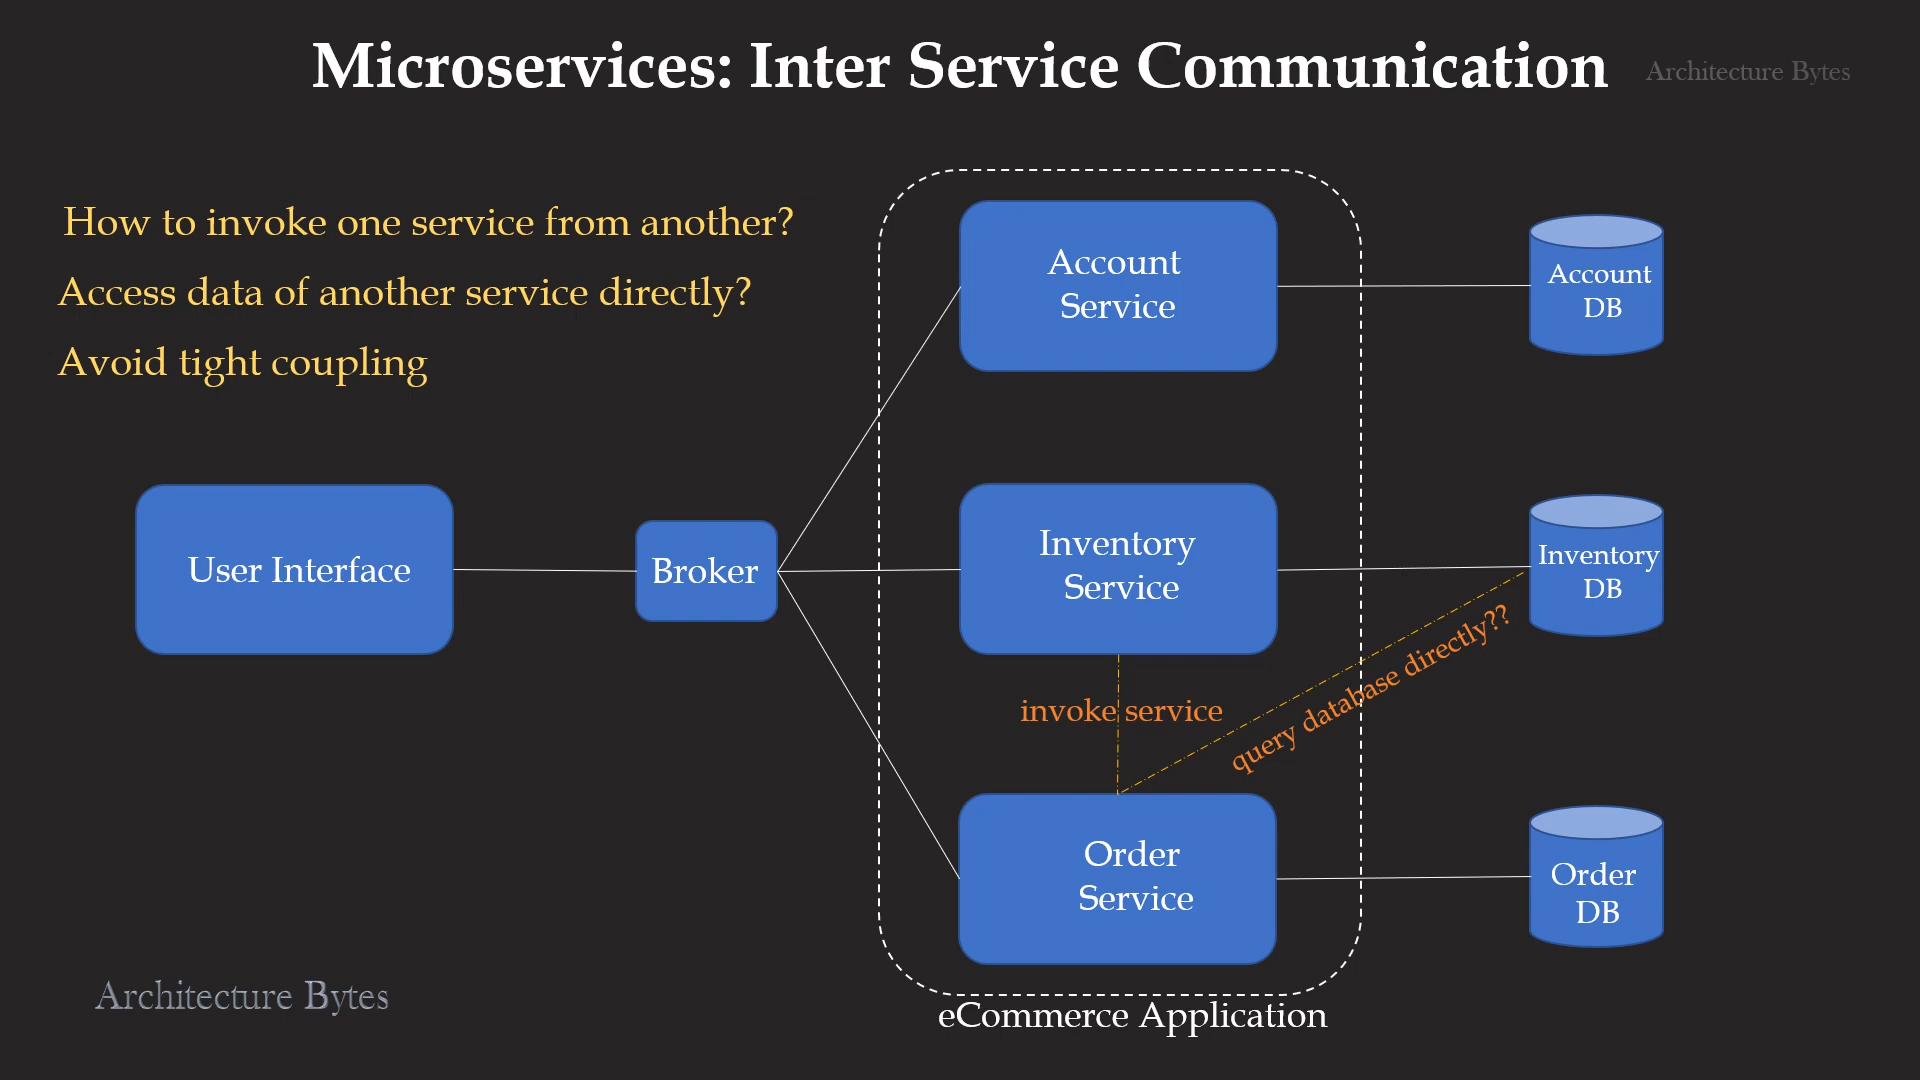 Microservices: Inter Service Communication
Architecture Bytes
How to invoke one service from another?
Access data of another service directly?
Avoid tight coupling
Account
Service
Account
DB
User Interface
Broker
Inventory
Service
Inventory
DB
invoke service
query database directly??
Order
Service
Order
DB
Architecture Bytes
eCommerce Application